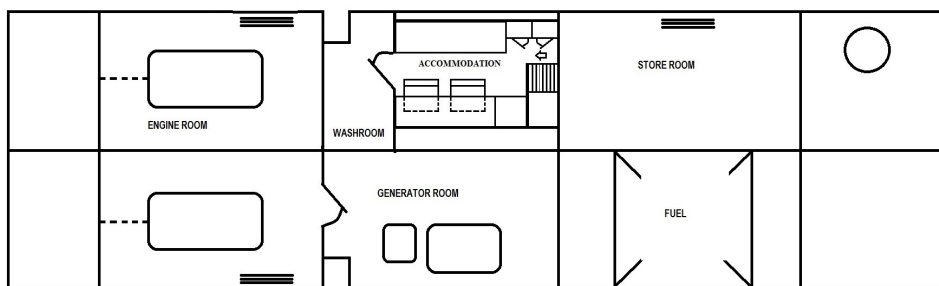 ACCOMMODATION
STORE ROOM
ENGINE ROOM
WASHROOM
GENERATOR ROOM
FUEL